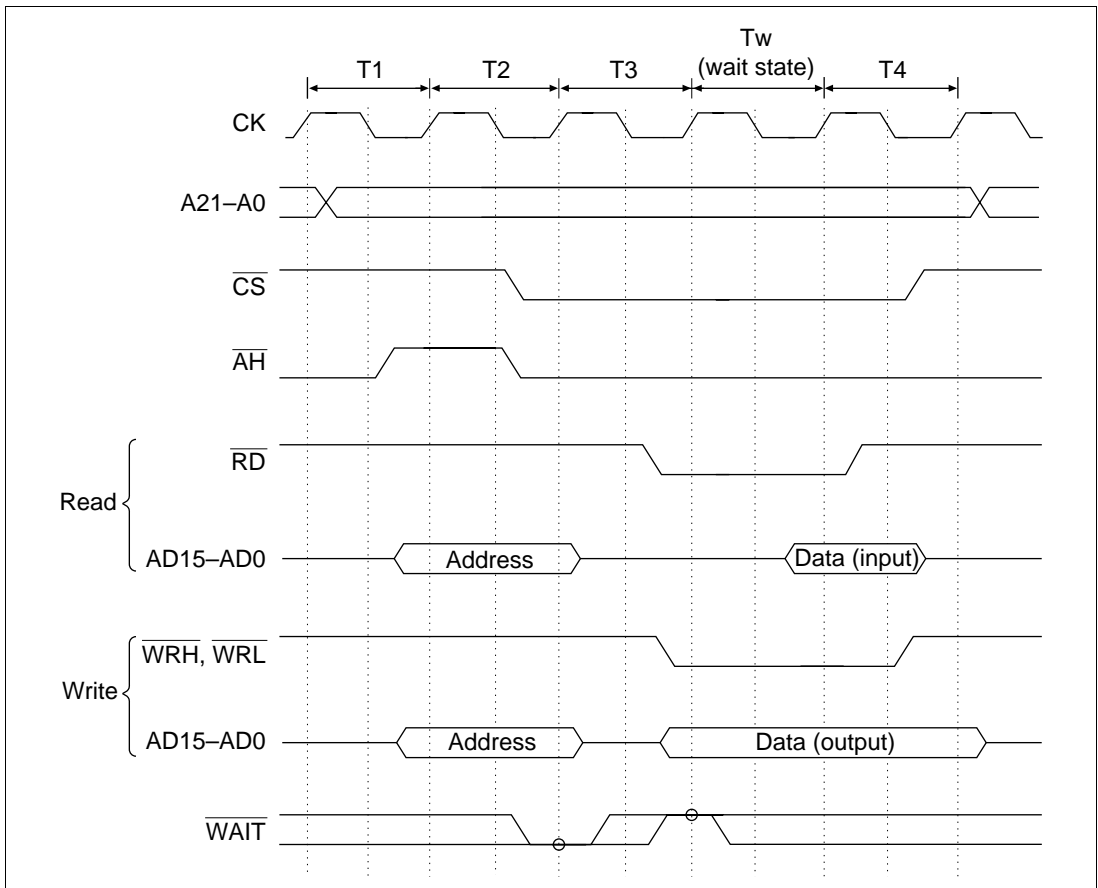 Tw
T1 T2 T3 (wait state) T4
CK
A21–A0
CS
AH
RD
Read
AD15–AD0 Address Data (input)
WRH, WRL
Write
AD15–AD0 Address Data (output)
WAIT